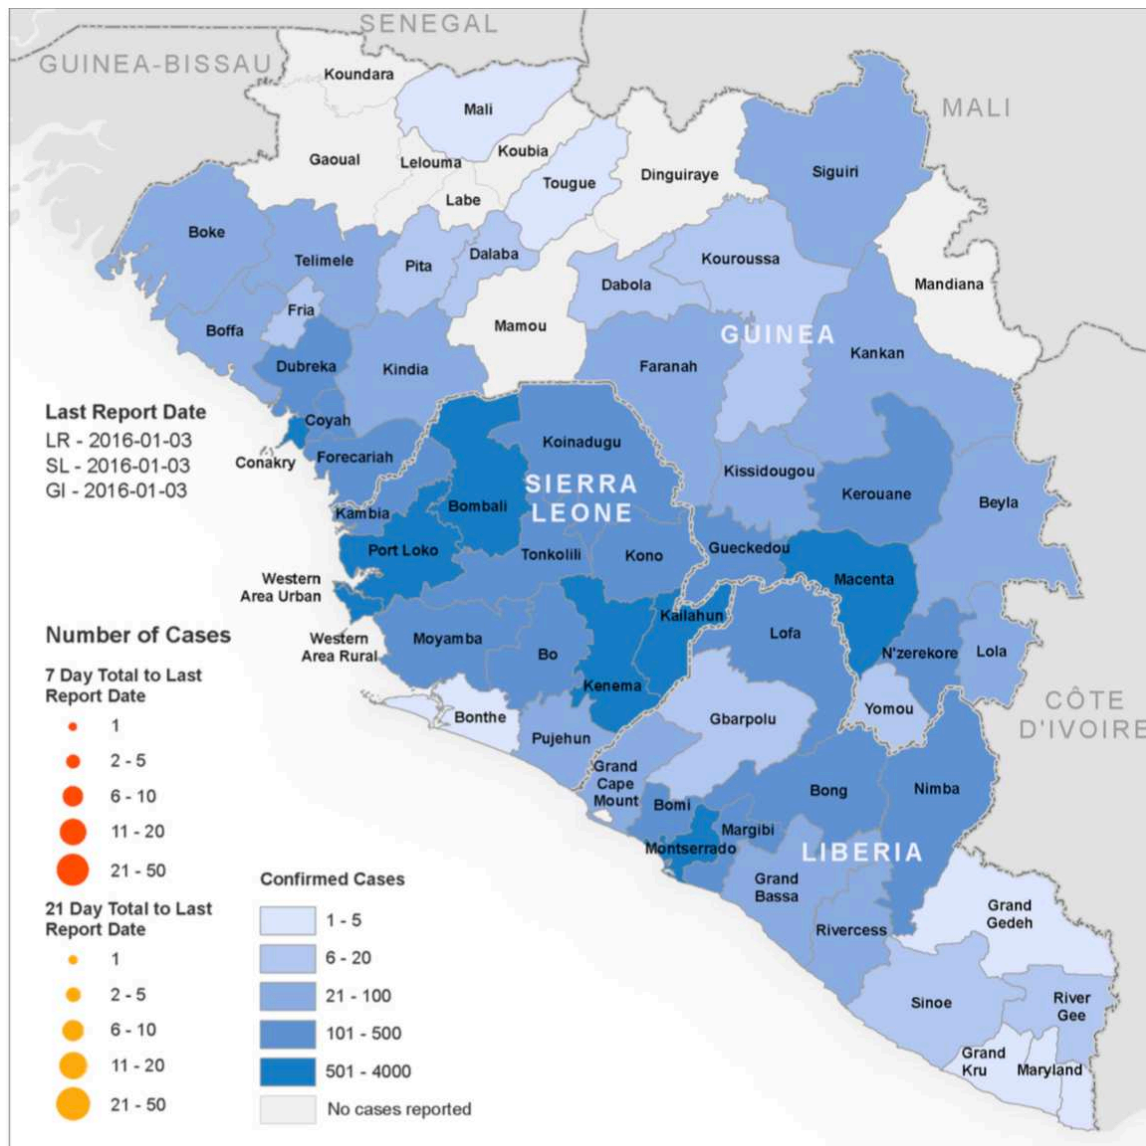 SENEGAL
GUINEA-BISSAU
Koundara
Mali
MALI
Gaoual
Lelouma
Koubia
Labe
Tougue
Dinguiraye
Siguiri
Boke
Telimele
Pita
Dalaba
Kouroussa
Dabola
Mandiana
Fria
Boffa
Mamou
GUINEA
Kankan
Dubreka
Kindia
Faranah
Last Report Date
LR - 2016-01-03
SL - 2016-01-03
GI - 2016-01-03
Coyah
Conakry
Forecariah
Koinadugu
Kissidougou
Kerouane
Beyla
SIERRA
LEONE
Kambia
Bombali
Port Loko
Tonkolili
Kono
Gueckedou
Macenta
Western
Area Urban
Kailahun
Western
Area Rural
Moyamba
Bo
Kenema
Lofa
N'zerekore
Lola
Yomou
CÔTE
D'IVOIRE
Bonthe
Pujehun
Gbarpolu
Grand
Cape
Mount
Bomi
Bong
Nimba
Margibi
Montserrado
LIBERIA
Grand
Bassa
Rivercess
Grand
Gedeh
Sinoe
River
Gee
Grand
Kru
Maryland
Number of Cases
7 Day Total to Last
Report Date
1
2 - 5
6 - 10
11 - 20
21 - 50
21 Day Total to Last
Report Date
1
2 - 5
6 - 10
11 - 20
21 - 50
Confirmed Cases
1 - 5
6 - 20
21 - 100
101 - 500
501 - 4000
No cases reported